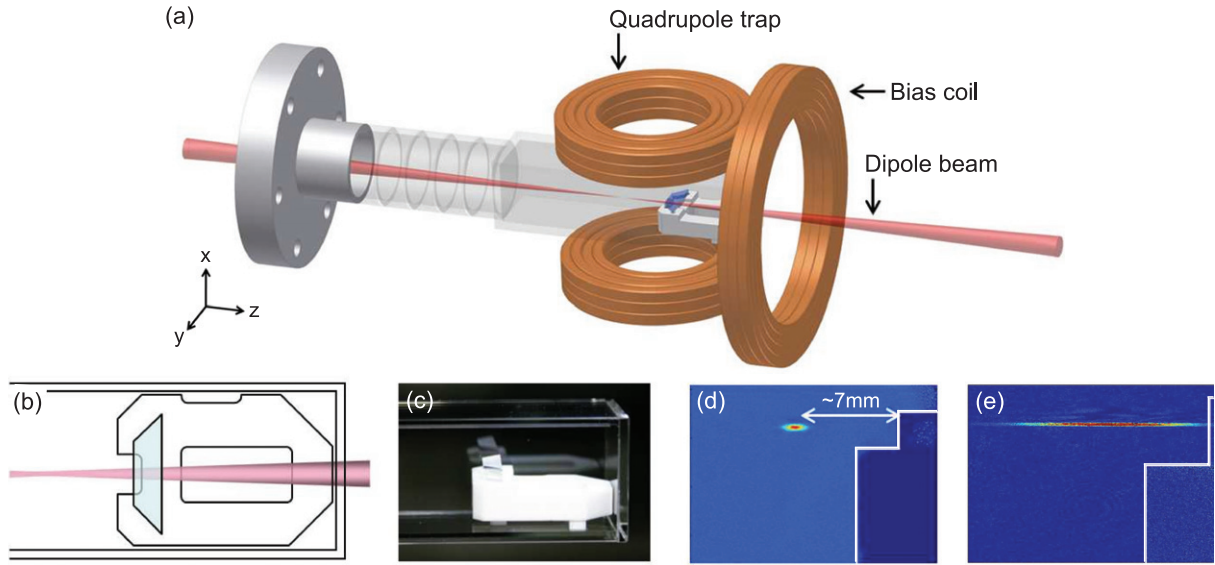 (a)
Quadrupole trap
Bias coil
Dipole beam
x
z
y
(b)
(c)
(d)
~7mm
(e)